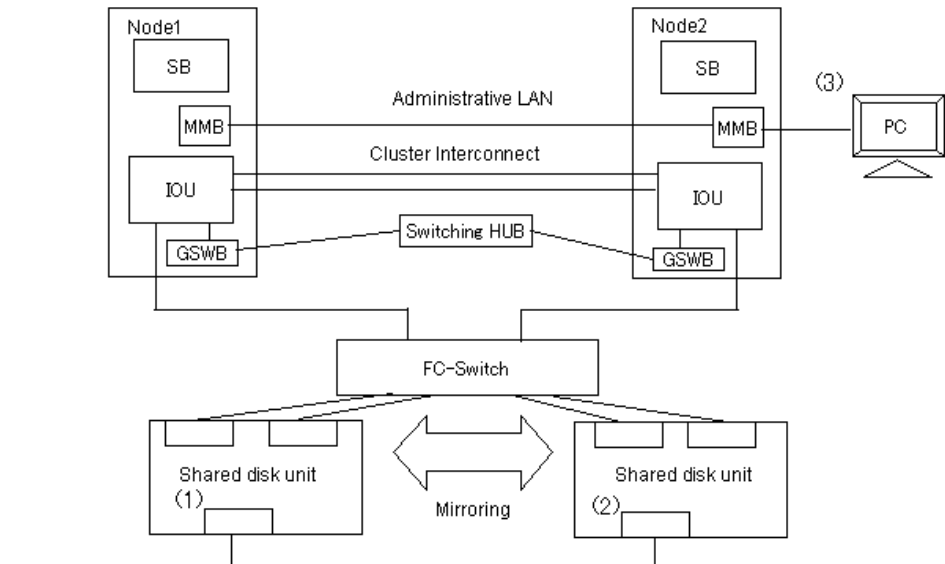 Node1
Node2
SB
SB
(3)
Administrative LAN
MMB
MMB
PC
Cluster Interconnect
IOU
IOU
Switching HUB
GSWB
GSWB
FC-Switch
Shared disk unit
Shared disk unit
(1)
(2)
Mirroring